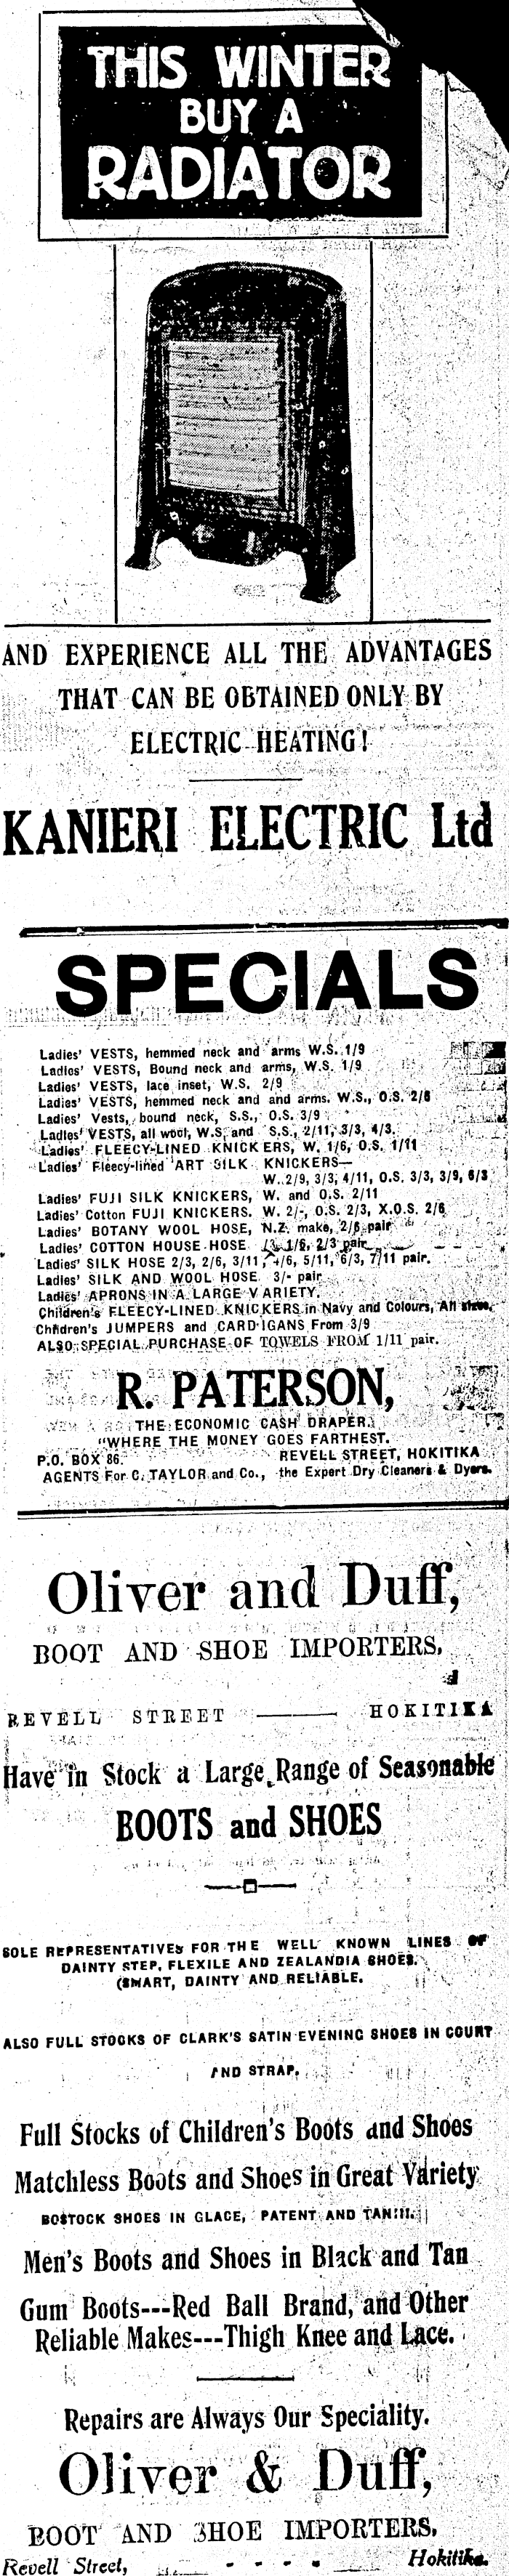 THIS WINTER
BUY A
RADIATOR
AND EXPERIENCE ALL THE ADVANTAGES
THAT CAN BE OBTAINED ONLY BY
ELECTRIC HEATING!
KANIERI ELECTRIC Ltd
SPECIALS
Ladies' VESTS, hemmed neck and arms W.S. 1/9
Ladies' VESTS, Bound neck and arms, W.S. 1/9
Ladies' VESTS, lace inset, W.S. 2/9
Ladies' VESTS, hemmed neck and and arms. W.S., O.S. 2/6
Ladies' Vests, bound neck, S.S., O.S. 3/9
Ladies' VESTS, all wool, W.S. and S.S., 2/11, 3/3, 4/3.
Ladies' FLEECY-LINED KNICKERS, W. 1/6, O.S. 1/11
Ladies' Fleecy-lined ART SILK KNICKERS—
W. 2/9, 3/3, 4/11, O.S. 3/3, 3/9, 6/3
Ladies' FUJI SILK KNICKERS, W. and O.S. 2/11
Ladies' Cotton FUJI KNICKERS. W. 2/-, O.S. 2/3, X.O.S. 2/6
Ladies' BOTANY WOOL HOSE, N.Z. make, 2/6 pair
Ladies' COTTON HOUSE HOSE 1/6, 2/3 pair
Ladies' SILK HOSE 2/3, 2/6, 3/11, 4/6, 5/11, 6/3, 7/11 pair.
Ladies' SILK AND WOOL HOSE 3/- pair
Ladies' APRONS IN A LARGE VARIETY.
Children's FLEECY-LINED KNICKERS in Navy and Colours, All sizes,
Children's JUMPERS and CARDIGANS From 3/9
ALSO SPECIAL PURCHASE OF TOWELS FROM 1/11 pair.
R. PATERSON,
THE ECONOMIC CASH DRAPER.
"WHERE THE MONEY GOES FARTHEST.
P.O. BOX 86. REVELL STREET, HOKITIKA
AGENTS For C. TAYLOR and Co., the Expert Dry Cleaners & Dyers.
Oliver and Duff,
BOOT AND SHOE IMPORTERS,
REVELL STREET ——— HOKITIKA
Have in Stock a Large Range of Seasonable
BOOTS and SHOES
SOLE REPRESENTATIVES FOR THE WELL KNOWN LINES OF
DAINTY STEP, FLEXILE AND ZEALANDIA SHOES.
(SMART, DAINTY AND RELIABLE.
ALSO FULL STOCKS OF CLARK'S SATIN EVENING SHOES IN COURT
AND STRAP.
Full Stocks of Children's Boots and Shoes
Matchless Boots and Shoes in Great Variety
BOSTOCK SHOES IN GLACE, PATENT AND TAN!!!.
Men's Boots and Shoes in Black and Tan
Gum Boots---Red Ball Brand, and Other
Reliable Makes---Thigh Knee and Lace.
Repairs are Always Our Speciality.
Oliver & Duff,
BOOT AND SHOE IMPORTERS.
Revell Street, - - - - Hokitika.